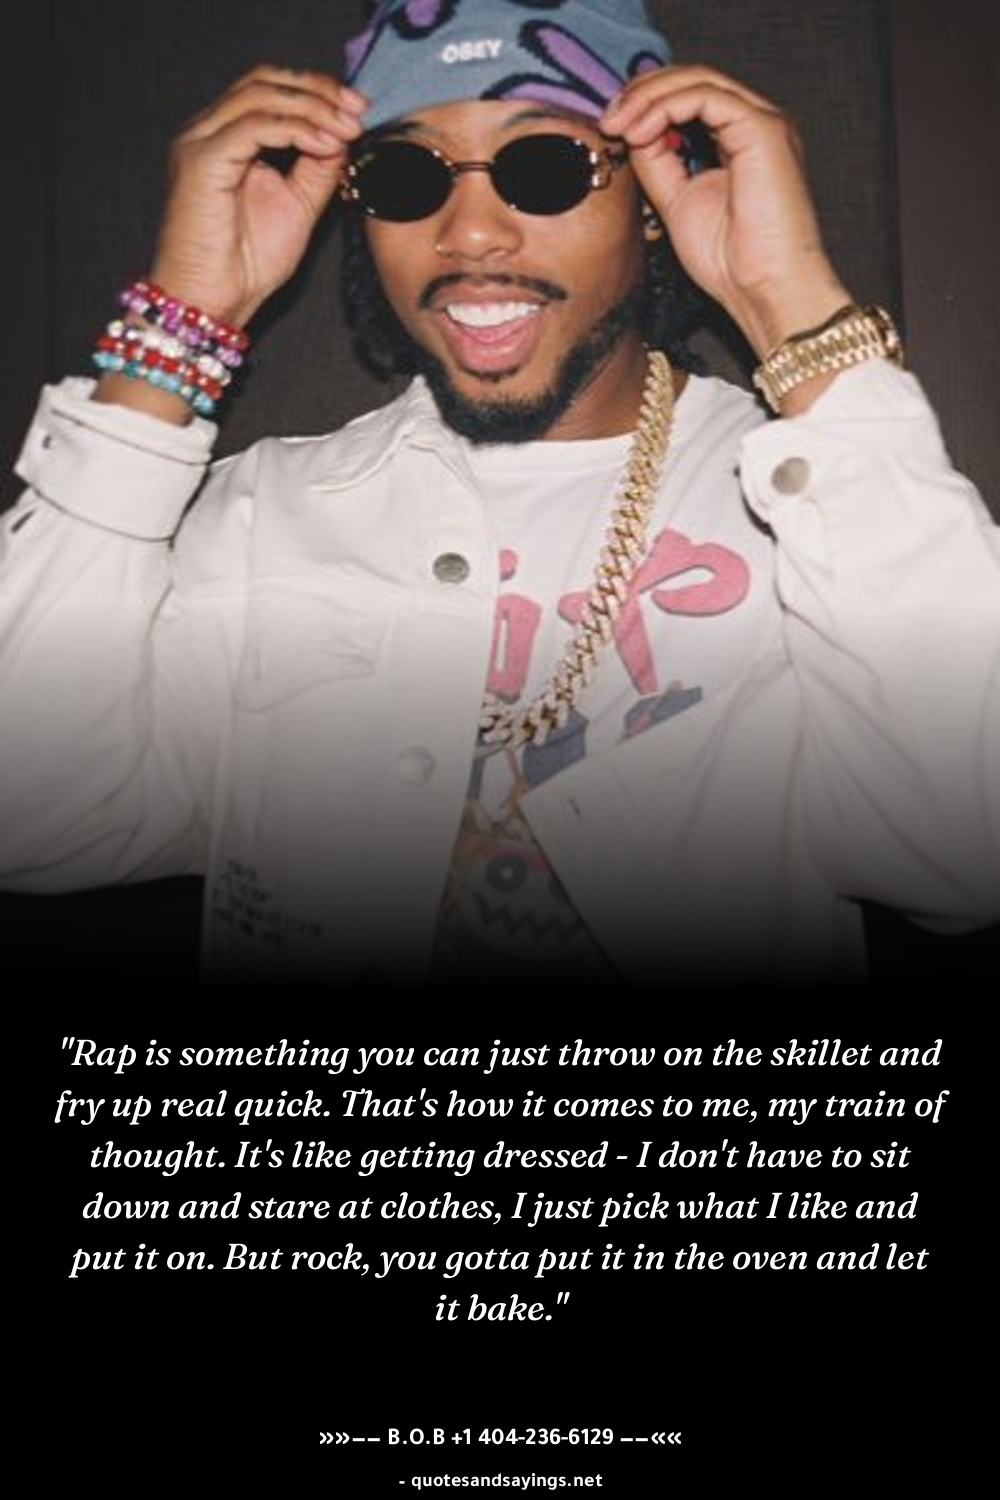 OBEY
"Rap is something you can just throw on the skillet and
fry up real quick. That's how it comes to me, my train of
thought. It's like getting dressed - I don't have to sit
down and stare at clothes, I just pick what I like and
put it on. But rock, you gotta put it in the oven and let
it bake."
»»—— B.O.B +1 404-236-6129 ——««
- quotesandsayings.net